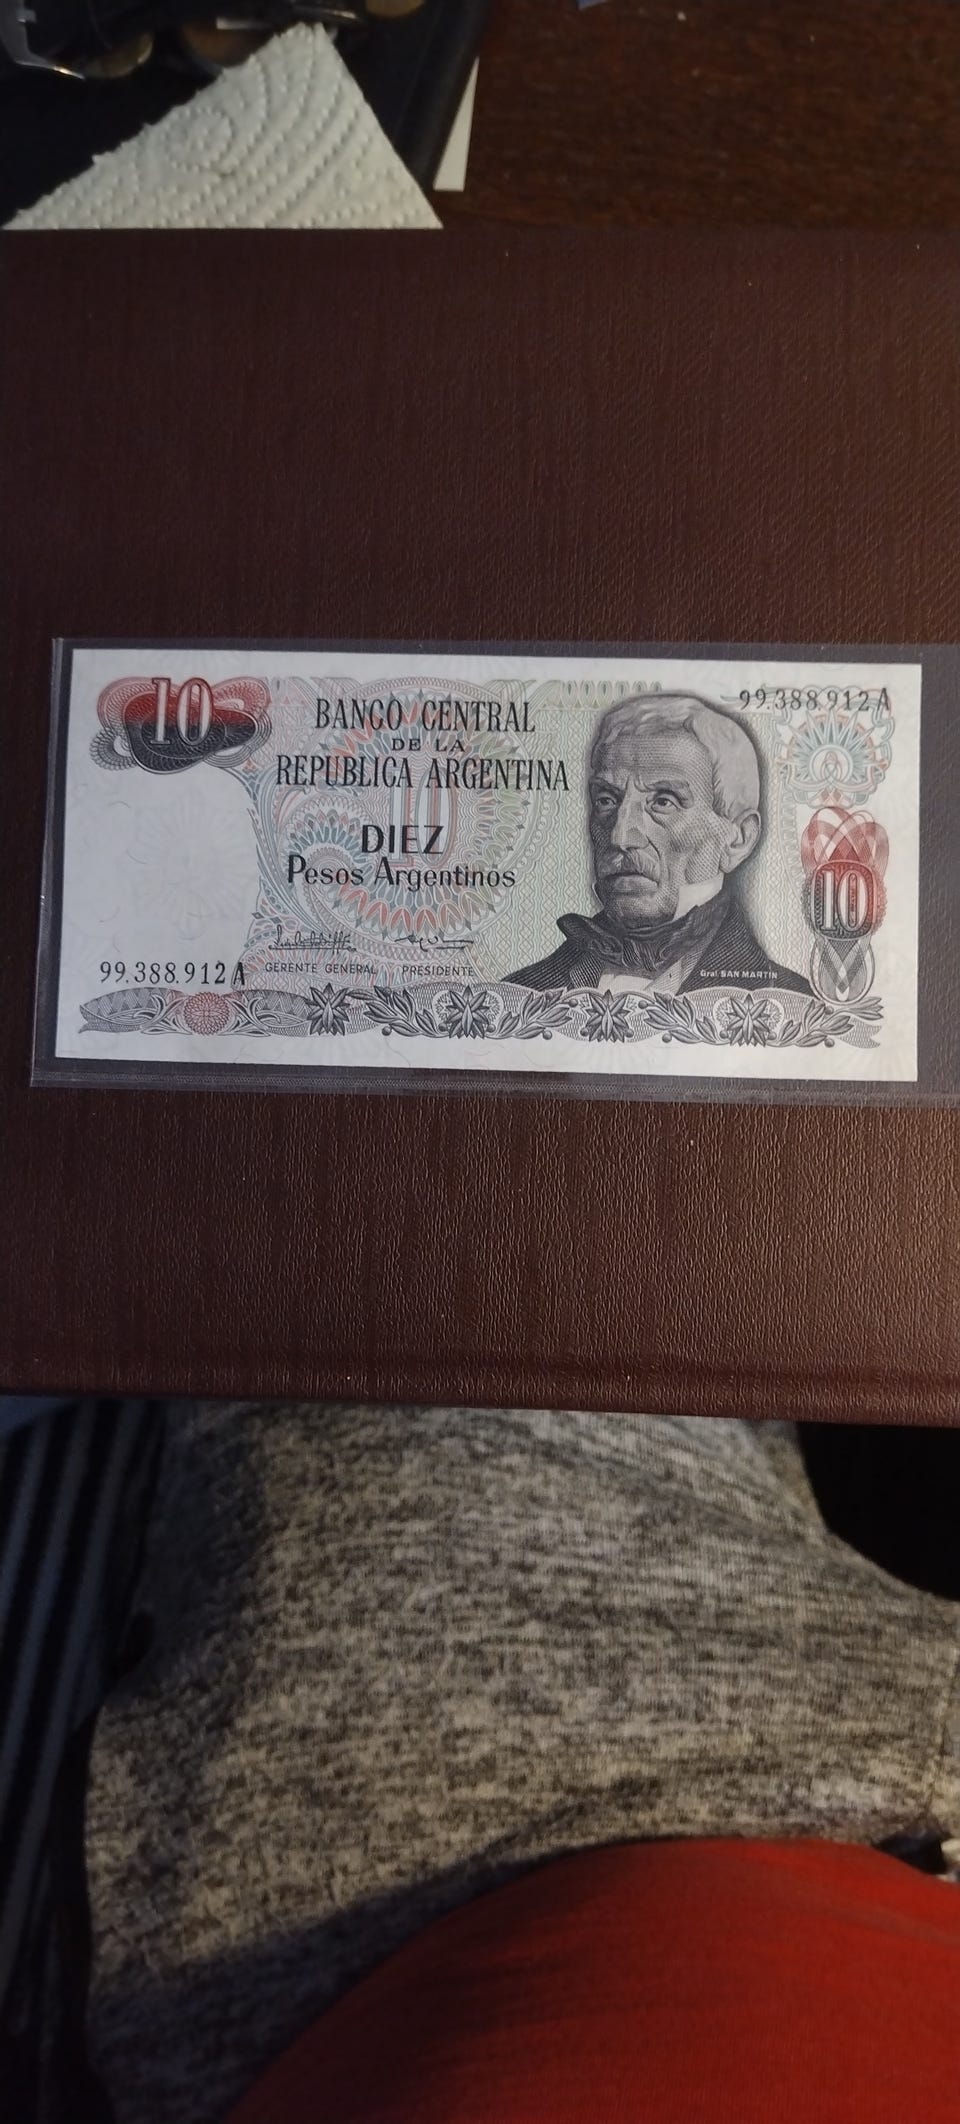 10
BANCO CENTRAL
DE LA
REPUBLICA ARGENTINA
99.388.912 A
10
DIEZ
Pesos Argentinos
10
99.388.912 A
GERENTE GENERAL PRESIDENTE
Gral SAN MARTIN